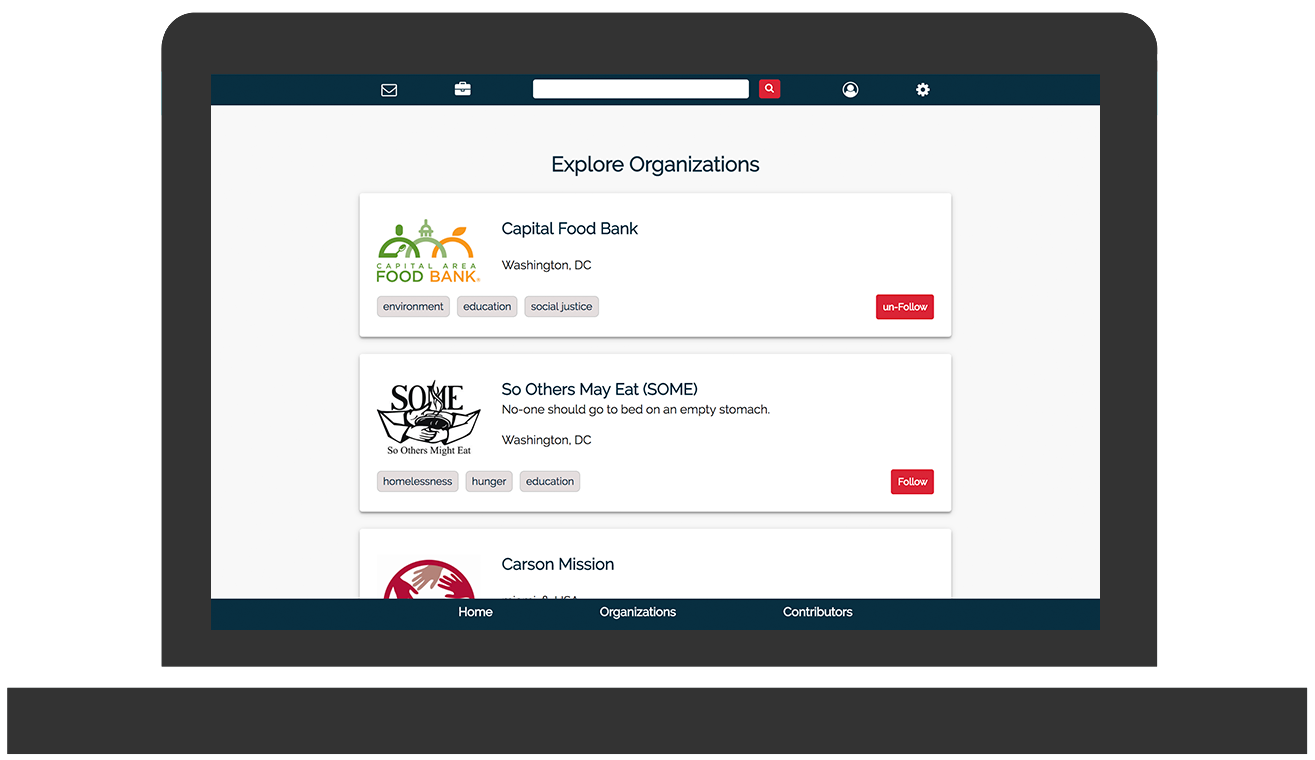 Explore Organizations
CAPITAL AREA
FOOD BANK
Capital Food Bank
Washington, DC
environment education social justice
un-Follow
SOME
So Others Might Eat
So Others May Eat (SOME)
No-one should go to bed on an empty stomach.
Washington, DC
homelessness hunger education
Follow
Carson Mission
Home Organizations Contributors